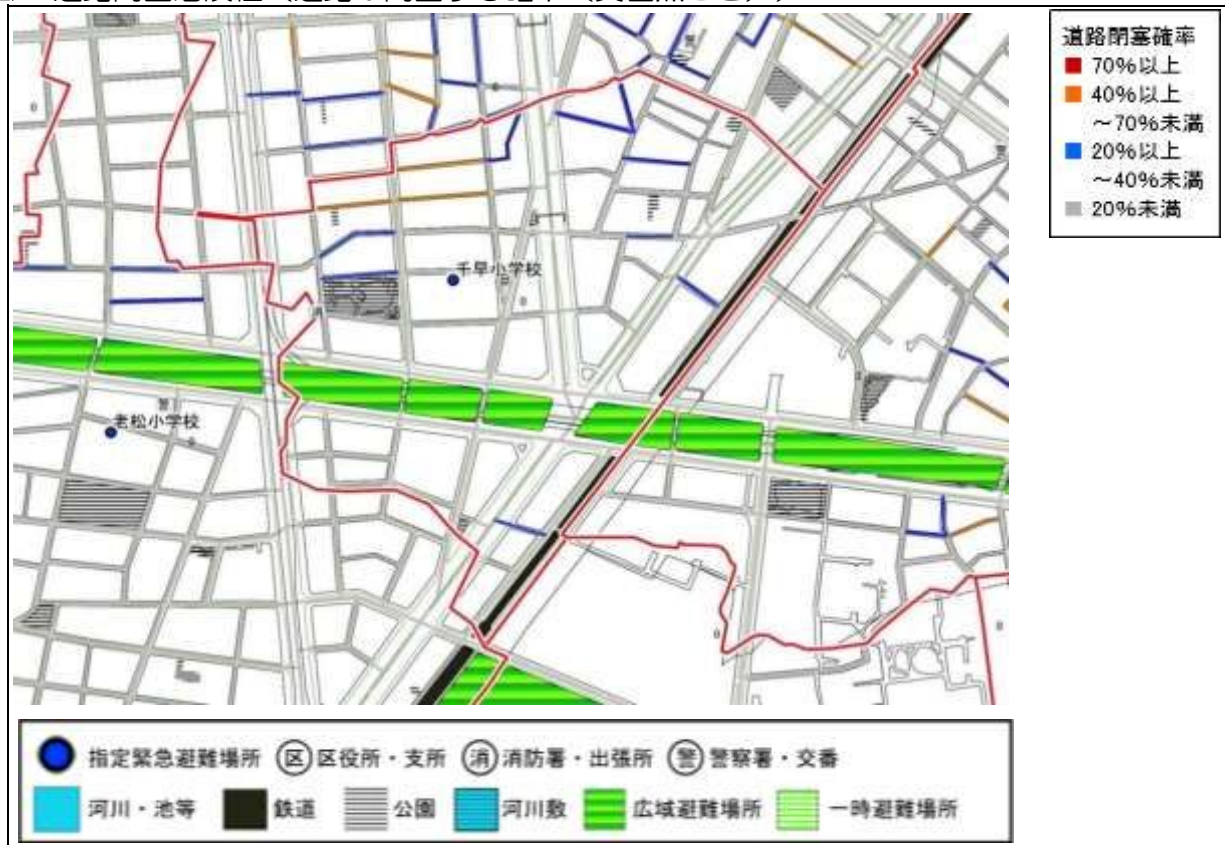 道路閉塞確率
70%以上
40%以上
～70%未満
20%以上
～40%未満
20%未満
千早小学校
老松小学校
指定緊急避難場所
区 区役所・支所
消 消防署・出張所
警 警察署・交番
河川・池等
鉄道
公園
河川敷
広域避難場所
一時避難場所